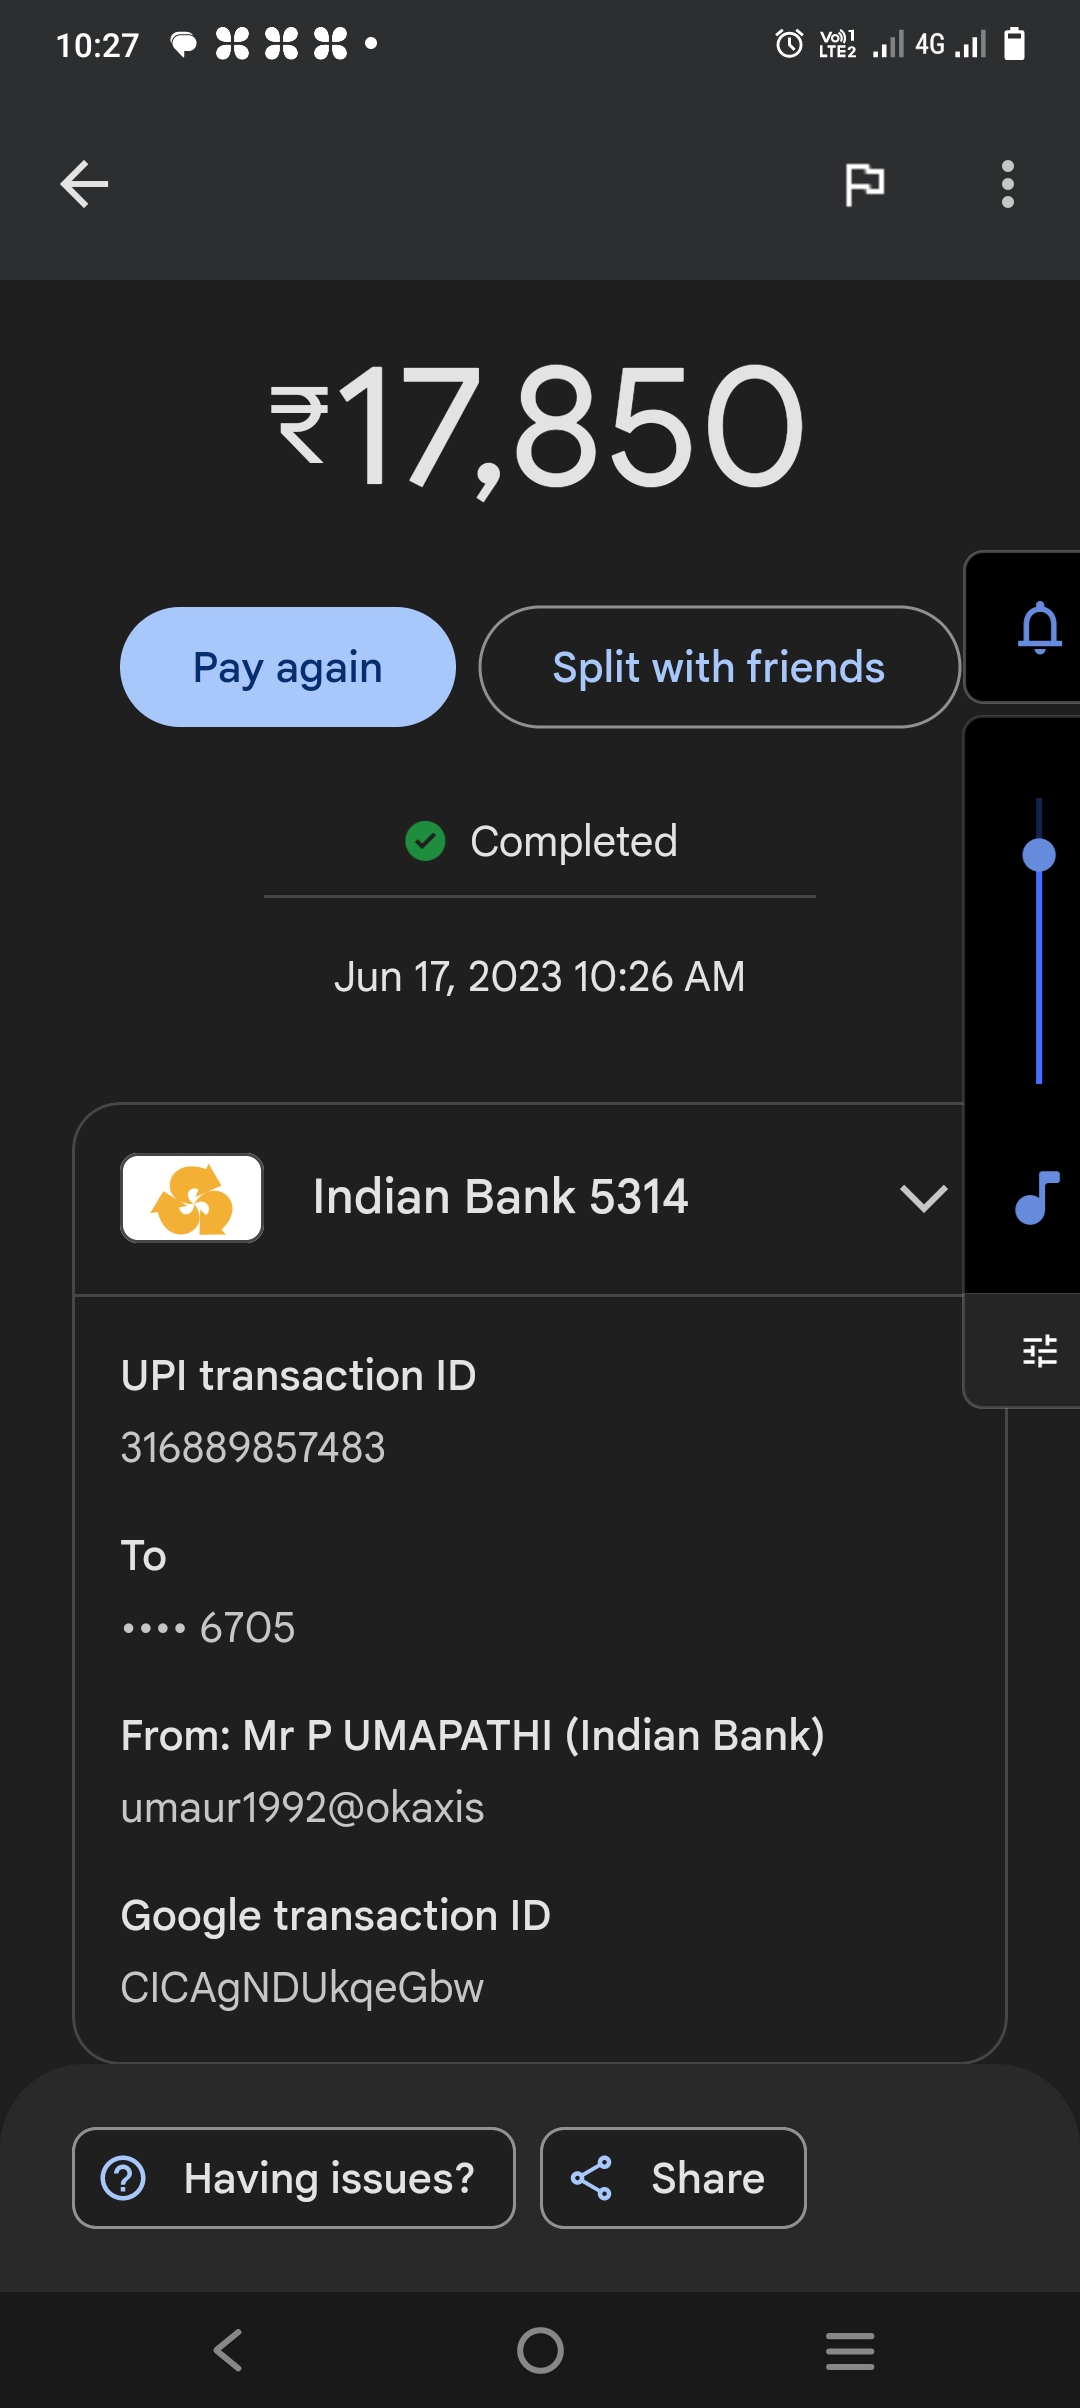 10:27
Vo))1 LTE2 4G
₹17,850
Pay again
Split with friends
Completed
Jun 17, 2023 10:26 AM
Indian Bank 5314
UPI transaction ID
316889857483
To
•••• 6705
From: Mr P UMAPATHI (Indian Bank)
umaur1992@okaxis
Google transaction ID
CICAgNDUkqeGbw
Having issues?
Share